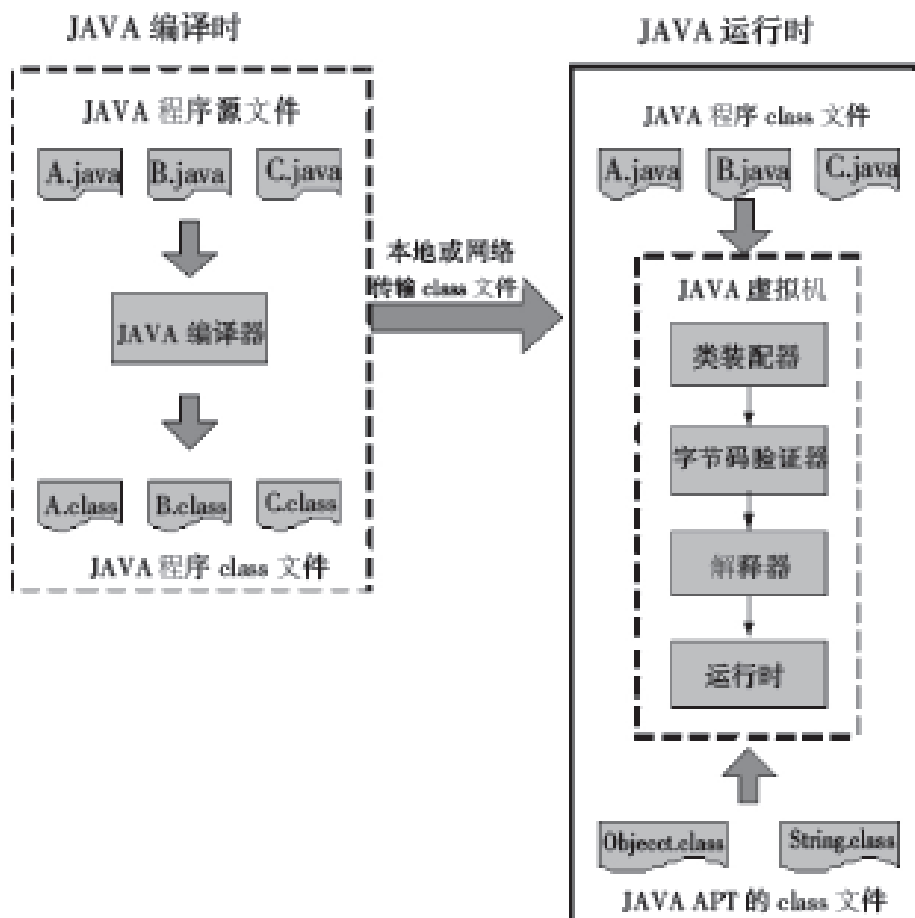 JAVA 编译时
JAVA 程序源文件
A.java B.java C.java
JAVA 编译器
A.class B.class C.class
JAVA 程序 class 文件
本地或网络
传输 class 文件
JAVA 运行时
JAVA 程序 class 文件
A.java B.java C.java
JAVA 虚拟机
类装配器
字节码验证器
解释器
运行时
Objecct.class String.class
JAVA APT 的 class 文件